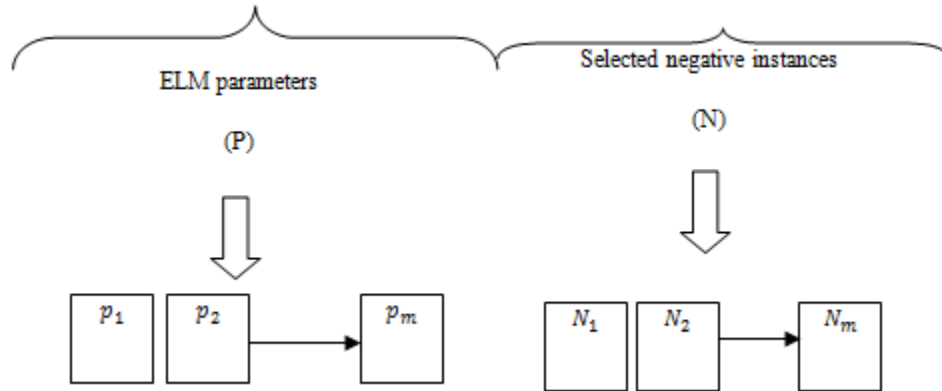 ELM parameters
(P)
Selected negative instances
(N)
p₁ p₂ pₘ
N₁ N₂ Nₘ